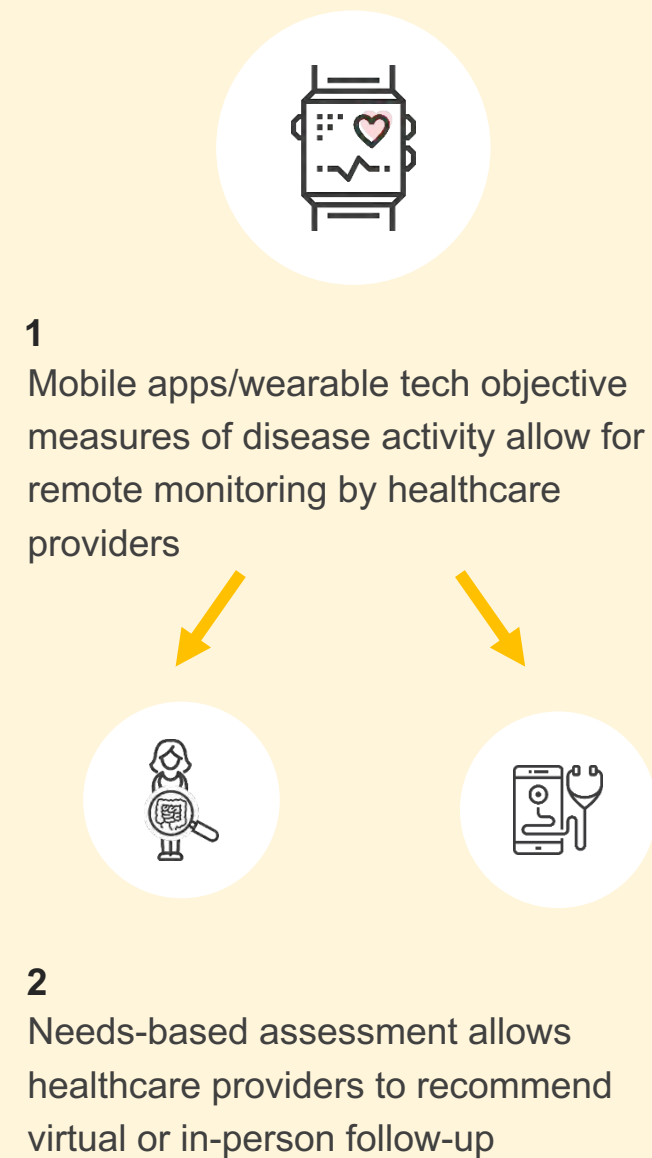 1
Mobile apps/wearable tech objective
measures of disease activity allow for
remote monitoring by healthcare
providers
2
Needs-based assessment allows
healthcare providers to recommend
virtual or in-person follow-up